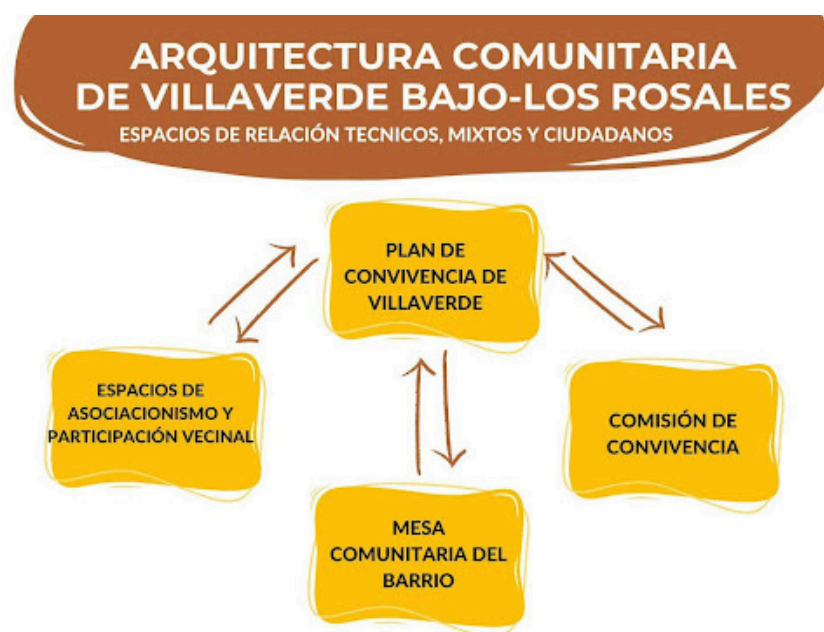 ARQUITECTURA COMUNITARIA
DE VILLAVERDE BAJO-LOS ROSALES
ESPACIOS DE RELACIÓN TECNICOS, MIXTOS Y CIUDADANOS
PLAN DE
CONVIVENCIA DE
VILLAVERDE
ESPACIOS DE
ASOCIACIONISMO Y
PARTICIPACIÓN VECINAL
COMISIÓN DE
CONVIVENCIA
MESA
COMUNITARIA DEL
BARRIO